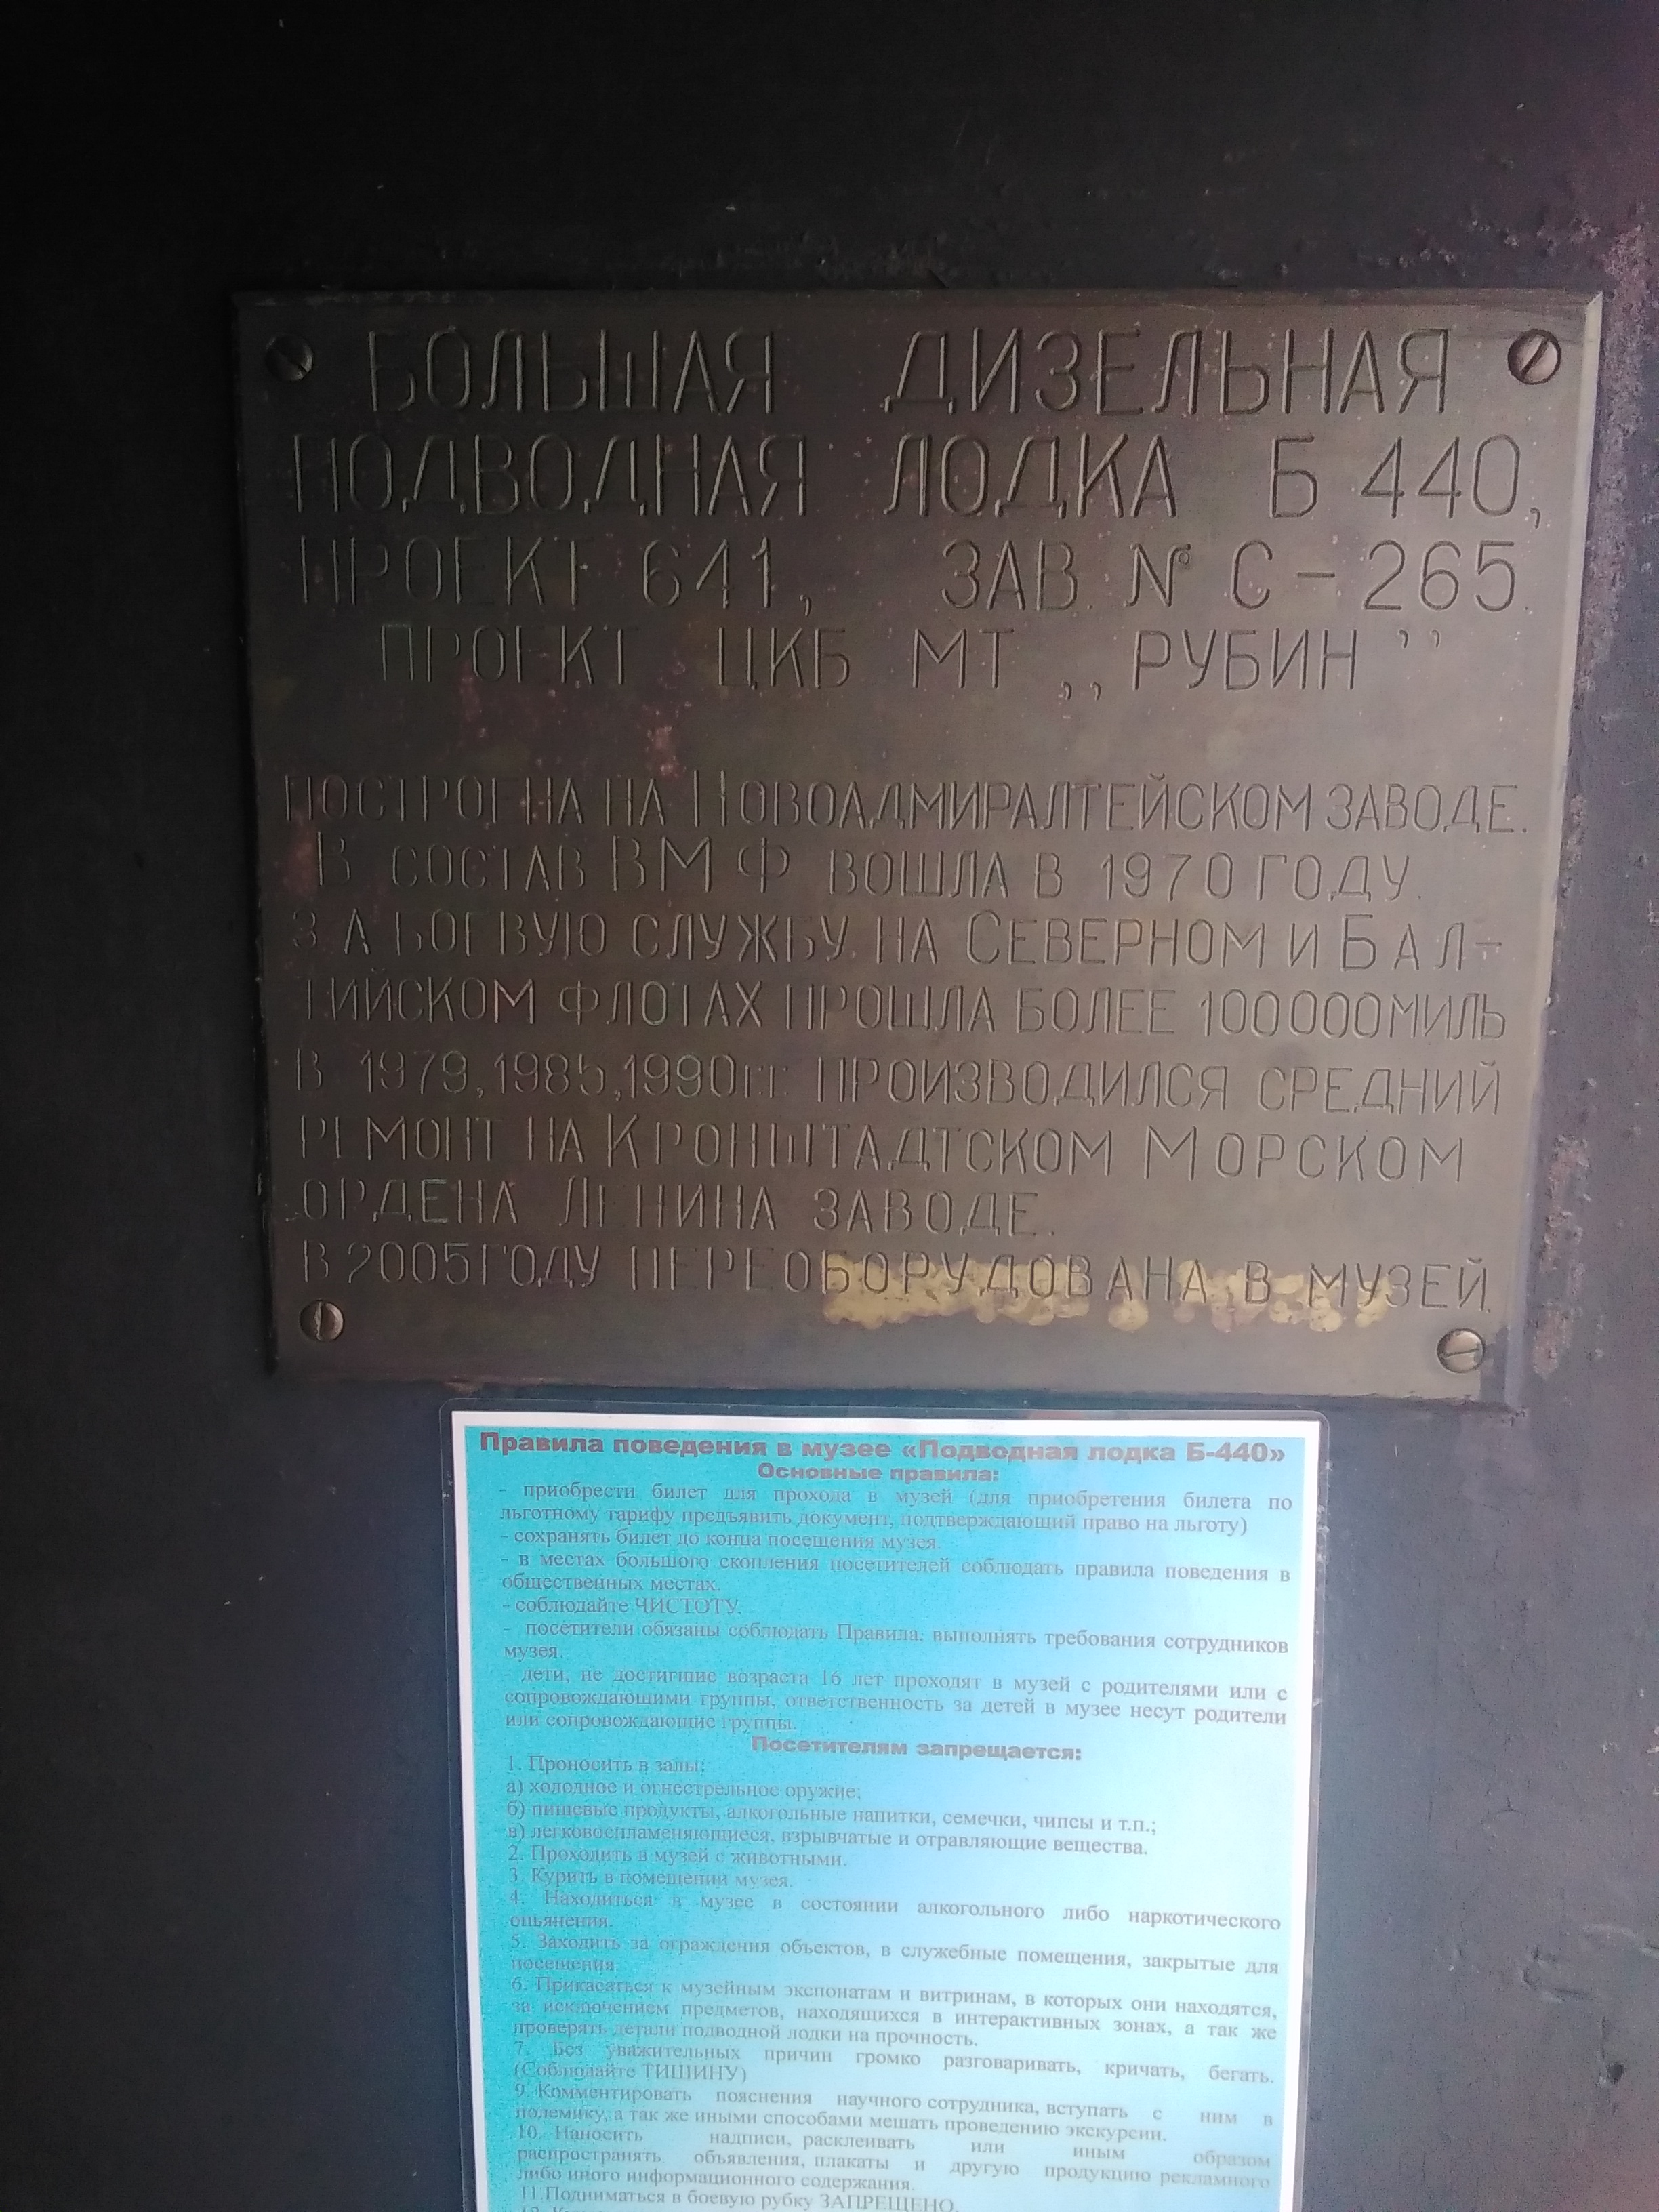 БОЛЬШАЯ ДИЗЕЛЬНАЯ
ПОДВОДНАЯ ЛОДКА Б 440,
ПРОЕКТ 641, ЗАВ. № С – 265.
ПРОЕКТ ЦКБ МТ ,,РУБИН’’
ПОСТРОЕНА НА НОВОАДМИРАЛТЕЙСКОМ ЗАВОДЕ.
В СОСТАВ ВМФ ВОШЛА В 1970 ГОДУ.
ЗА БОЕВУЮ СЛУЖБУ НА СЕВЕРНОМ И БАЛ-
ТИЙСКОМ ФЛОТАХ ПРОШЛА БОЛЕЕ 100000 МИЛЬ
В 1979, 1985, 1990 гг. ПРОИЗВОДИЛСЯ СРЕДНИЙ
РЕМОНТ НА КРОНШТАДТСКОМ МОРСКОМ
ОРДЕНА ЛЕНИНА ЗАВОДЕ.
В 2005 ГОДУ ПЕРЕОБОРУДОВАНА В МУЗЕЙ.
Правила поведения в музее «Подводная лодка Б-440»
Основные правила:
- приобрести билет для прохода в музей (для приобретения билета по
льготному тарифу предъявить документ, подтверждающий право на льготу)
- сохранять билет до конца посещения музея.
- в местах большого скопления посетителей соблюдать правила поведения в
общественных местах.
- соблюдайте ЧИСТОТУ.
- посетители обязаны соблюдать Правила, выполнять требования сотрудников
музея.
- дети, не достигшие возраста 16 лет проходят в музей с родителями или с
сопровождающими группы, ответственность за детей в музее несут родители
или сопровождающие группы.
Посетителям запрещается:
1. Проносить в залы:
а) холодное и огнестрельное оружие;
б) пищевые продукты, алкогольные напитки, семечки, чипсы и т.п.;
в) легковоспламеняющиеся, взрывчатые и отравляющие вещества.
2. Проходить в музей с животными.
3. Курить в помещении музея.
4. Находиться в музее в состоянии алкогольного либо наркотического
опьянения.
5. Заходить за ограждения объектов, в служебные помещения, закрытые для
посещения.
6. Прикасаться к музейным экспонатам и витринам, в которых они находятся,
за исключением предметов, находящихся в интерактивных зонах, а так же
проверять детали подводной лодки на прочность.
7. Без уважительных причин громко разговаривать, кричать, бегать.
(Соблюдайте ТИШИНУ)
9. Комментировать пояснения научного сотрудника, вступать с ним в
полемику, а так же иными способами мешать проведению экскурсии.
10. Наносить надписи, расклеивать или иным образом
распространять объявления, плакаты и другую продукцию рекламного
либо иного информационного содержания.
11 Подниматься в боевую рубку ЗАПРЕЩЕНО.